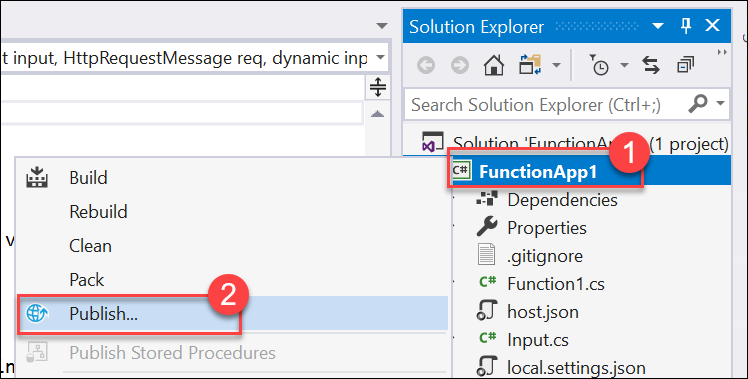 Solution Explorer
t input, HttpRequestMessage req, dynamic inp
Search Solution Explorer (Ctrl+;)
Solution 'FunctionAp (1 project)
1
C# FunctionApp1
Dependencies
Properties
.gitignore
C# Function1.cs
host.json
C# Input.cs
local.settings.json
Build
Rebuild
v
Clean
Pack
2
Publish...
Publish Stored Procedures
.m